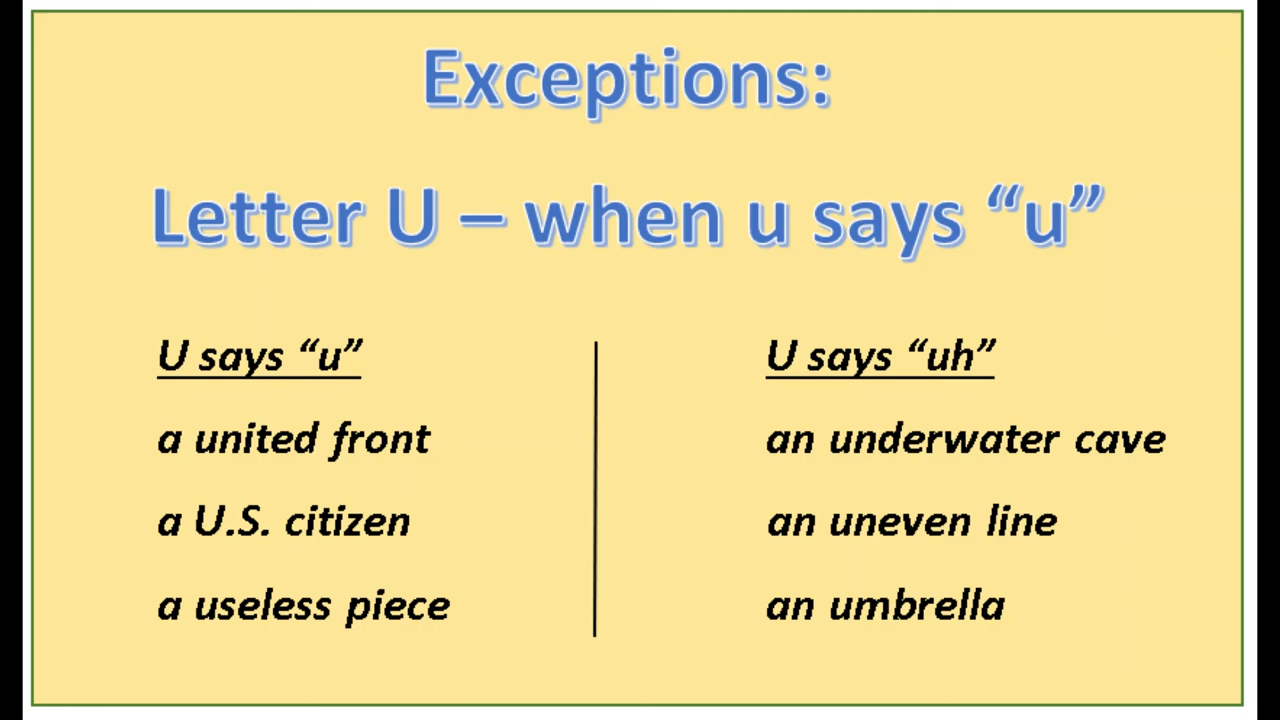 Exceptions:
Letter U – when u says “u”
U says “u”
a united front
a U.S. citizen
a useless piece
U says “uh”
an underwater cave
an uneven line
an umbrella